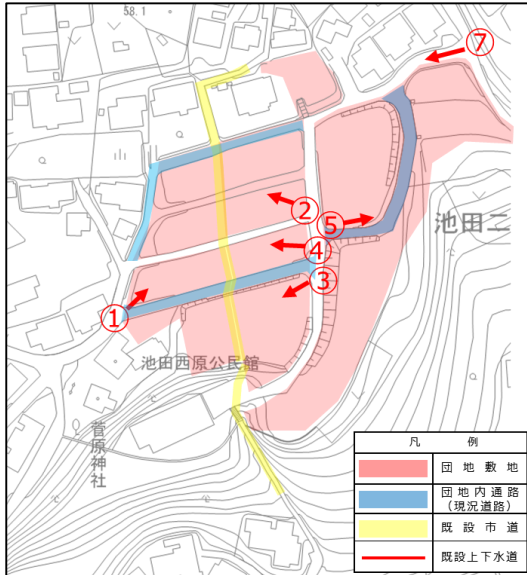 58.1
⑦
②
⑤
池田二
④
③
①
池田西原公民館
菅原神社
凡例
団地敷地
団地内通路
(現況道路)
既設市道
既設上下水道